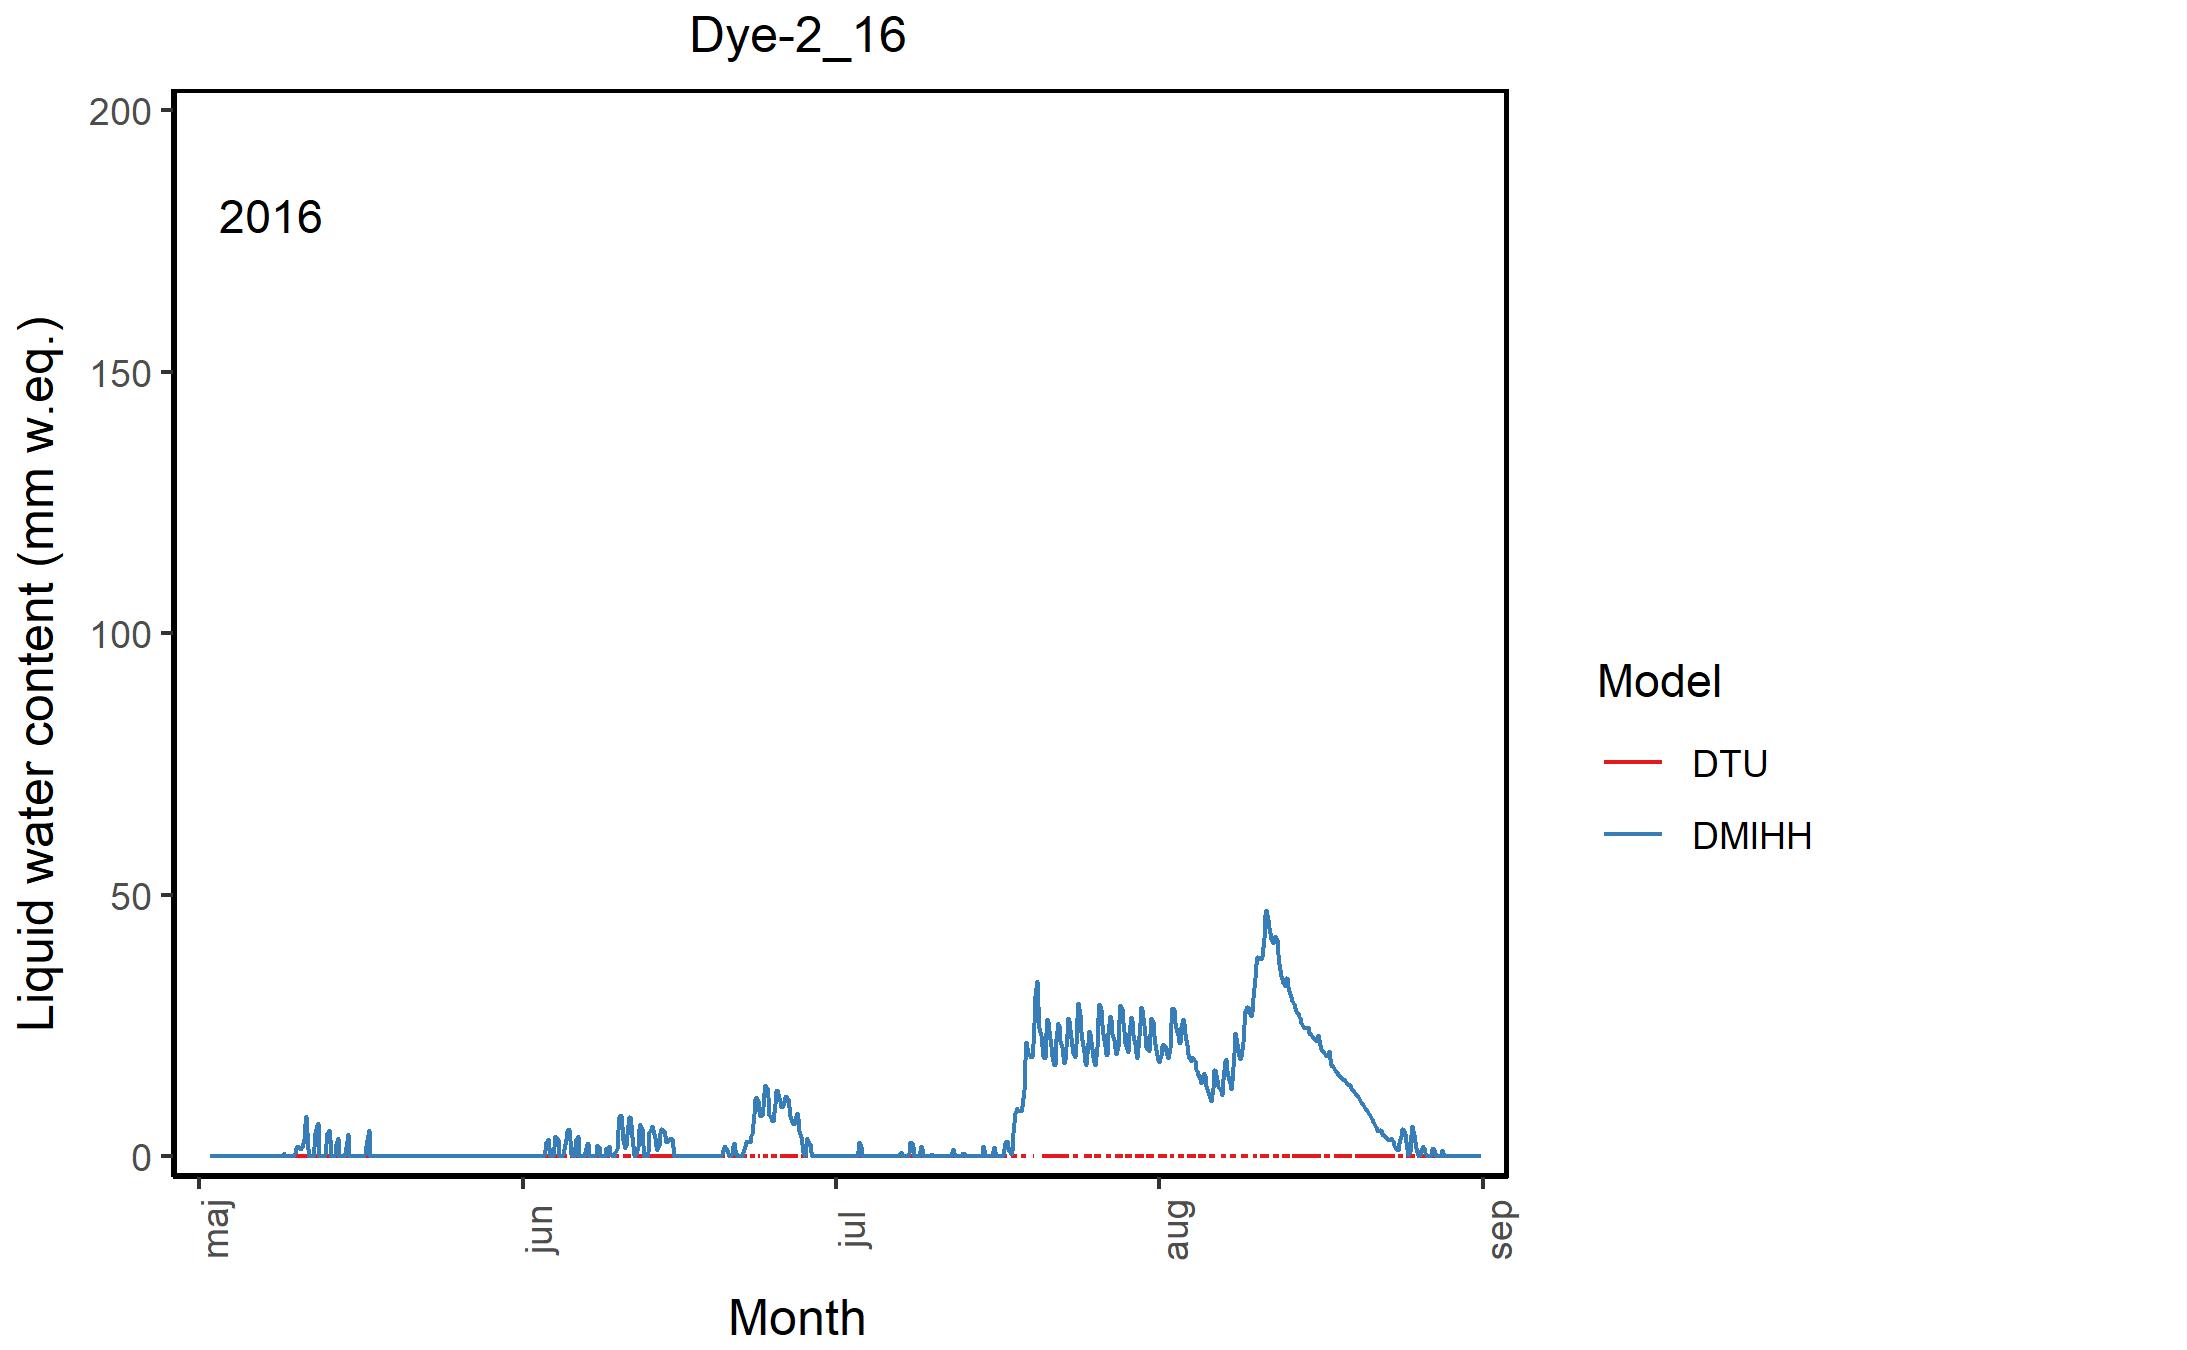 Dye-2_16
200
2016
150
100
50
0
Liquid water content (mm w.eq.)
maj
jun
jul
aug
sep
Month
Model
DTU
DMIHH